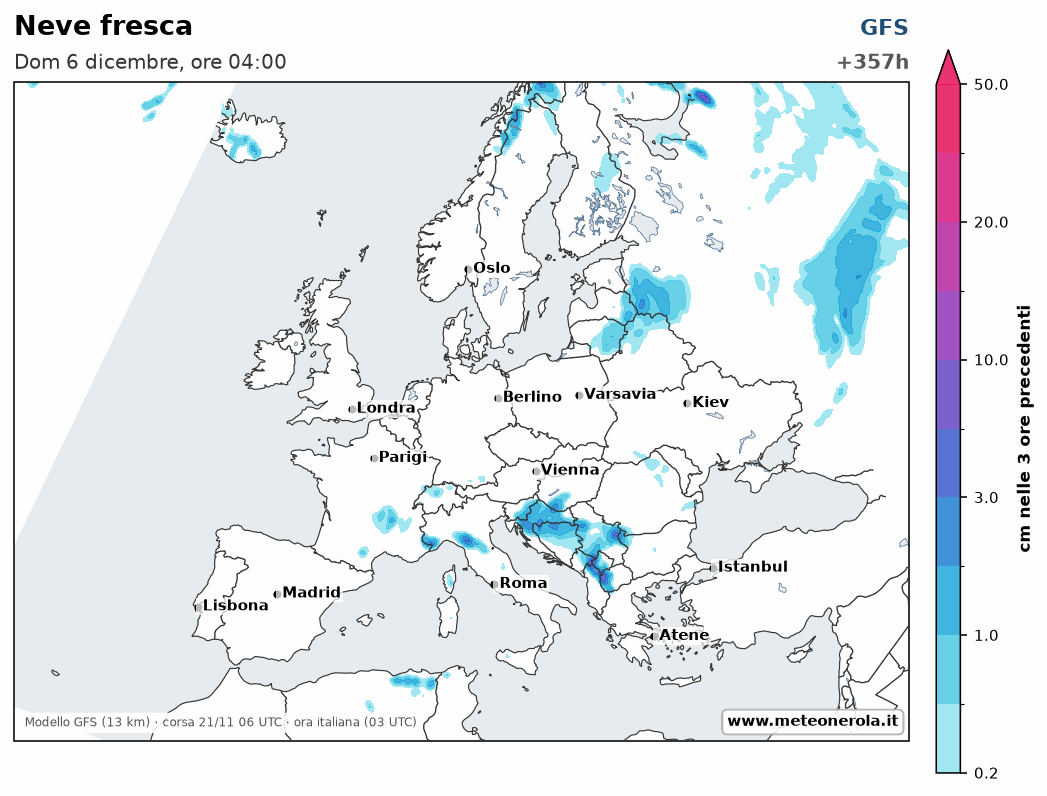 Neve fresca
GFS
Dom 6 dicembre, ore 04:00
+357h
50.0
20.0
10.0
3.0
1.0
0.2
cm nelle 3 ore precedenti
Oslo
Berlino
Varsavia
Kiev
Londra
Parigi
Vienna
Istanbul
Roma
Madrid
Lisbona
Atene
Modello GFS (13 km) · corsa 21/11 06 UTC · ora italiana (03 UTC)
www.meteonerola.it